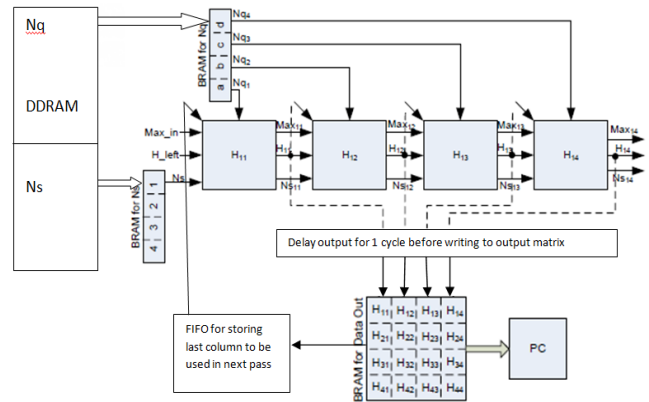 Nq
DDRAM
Ns
BRAM for Nq
a b c d
Nq4
Nq3
Nq2
Nq1
Max_in
H_left
Ns
H11
Max11
H11
Ns11
H12
Max12
H12
Ns12
H13
Max13
H13
Ns13
H14
Max14
H14
Ns14
BRAM for Ns
4 3 2 1
Delay output for 1 cycle before writing to output matrix
FIFO for storing
last column to be
used in next pass
BRAM for Data Out
H11 H12 H13 H14
H21 H22 H23 H24
H31 H32 H33 H34
H41 H42 H43 H44
PC